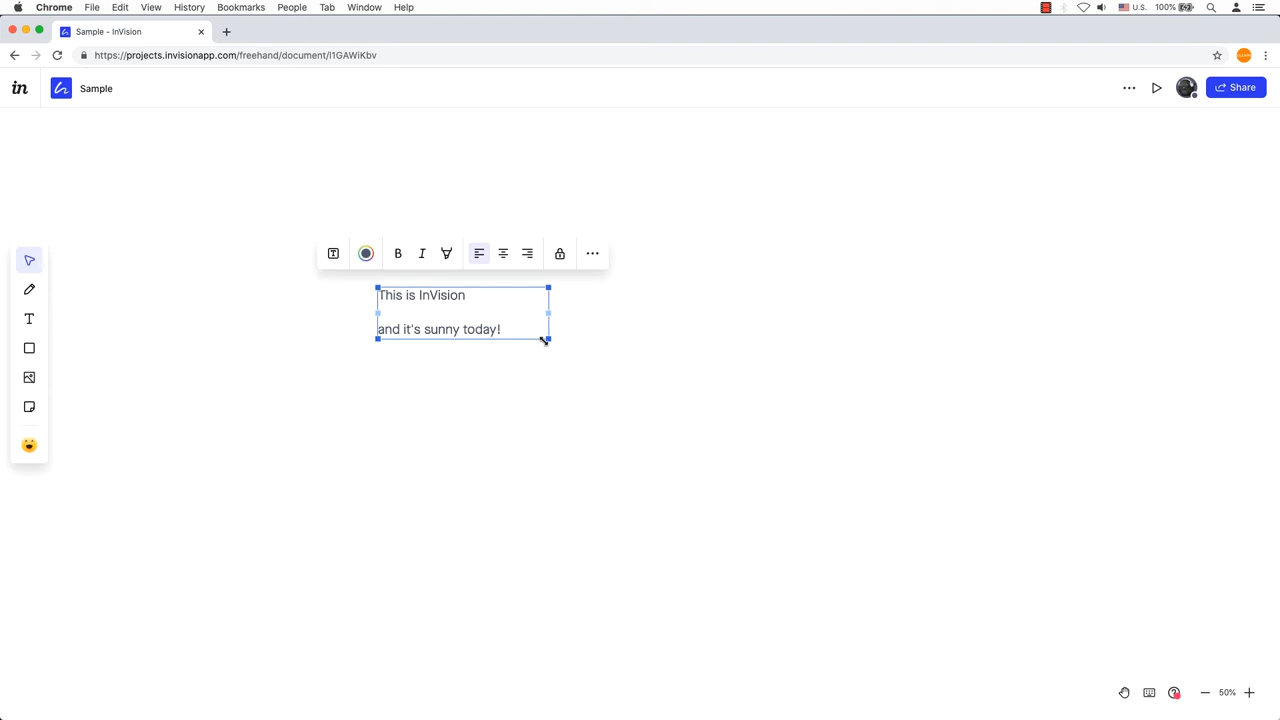 Chrome File Edit View History Bookmarks People Tab Window Help U.S. 100%
Sample - InVision
https://projects.invisionapp.com/freehand/document/l1GAWiKbv
in Sample Share
T B I
This is InVision
and it's sunny today!
T
50%